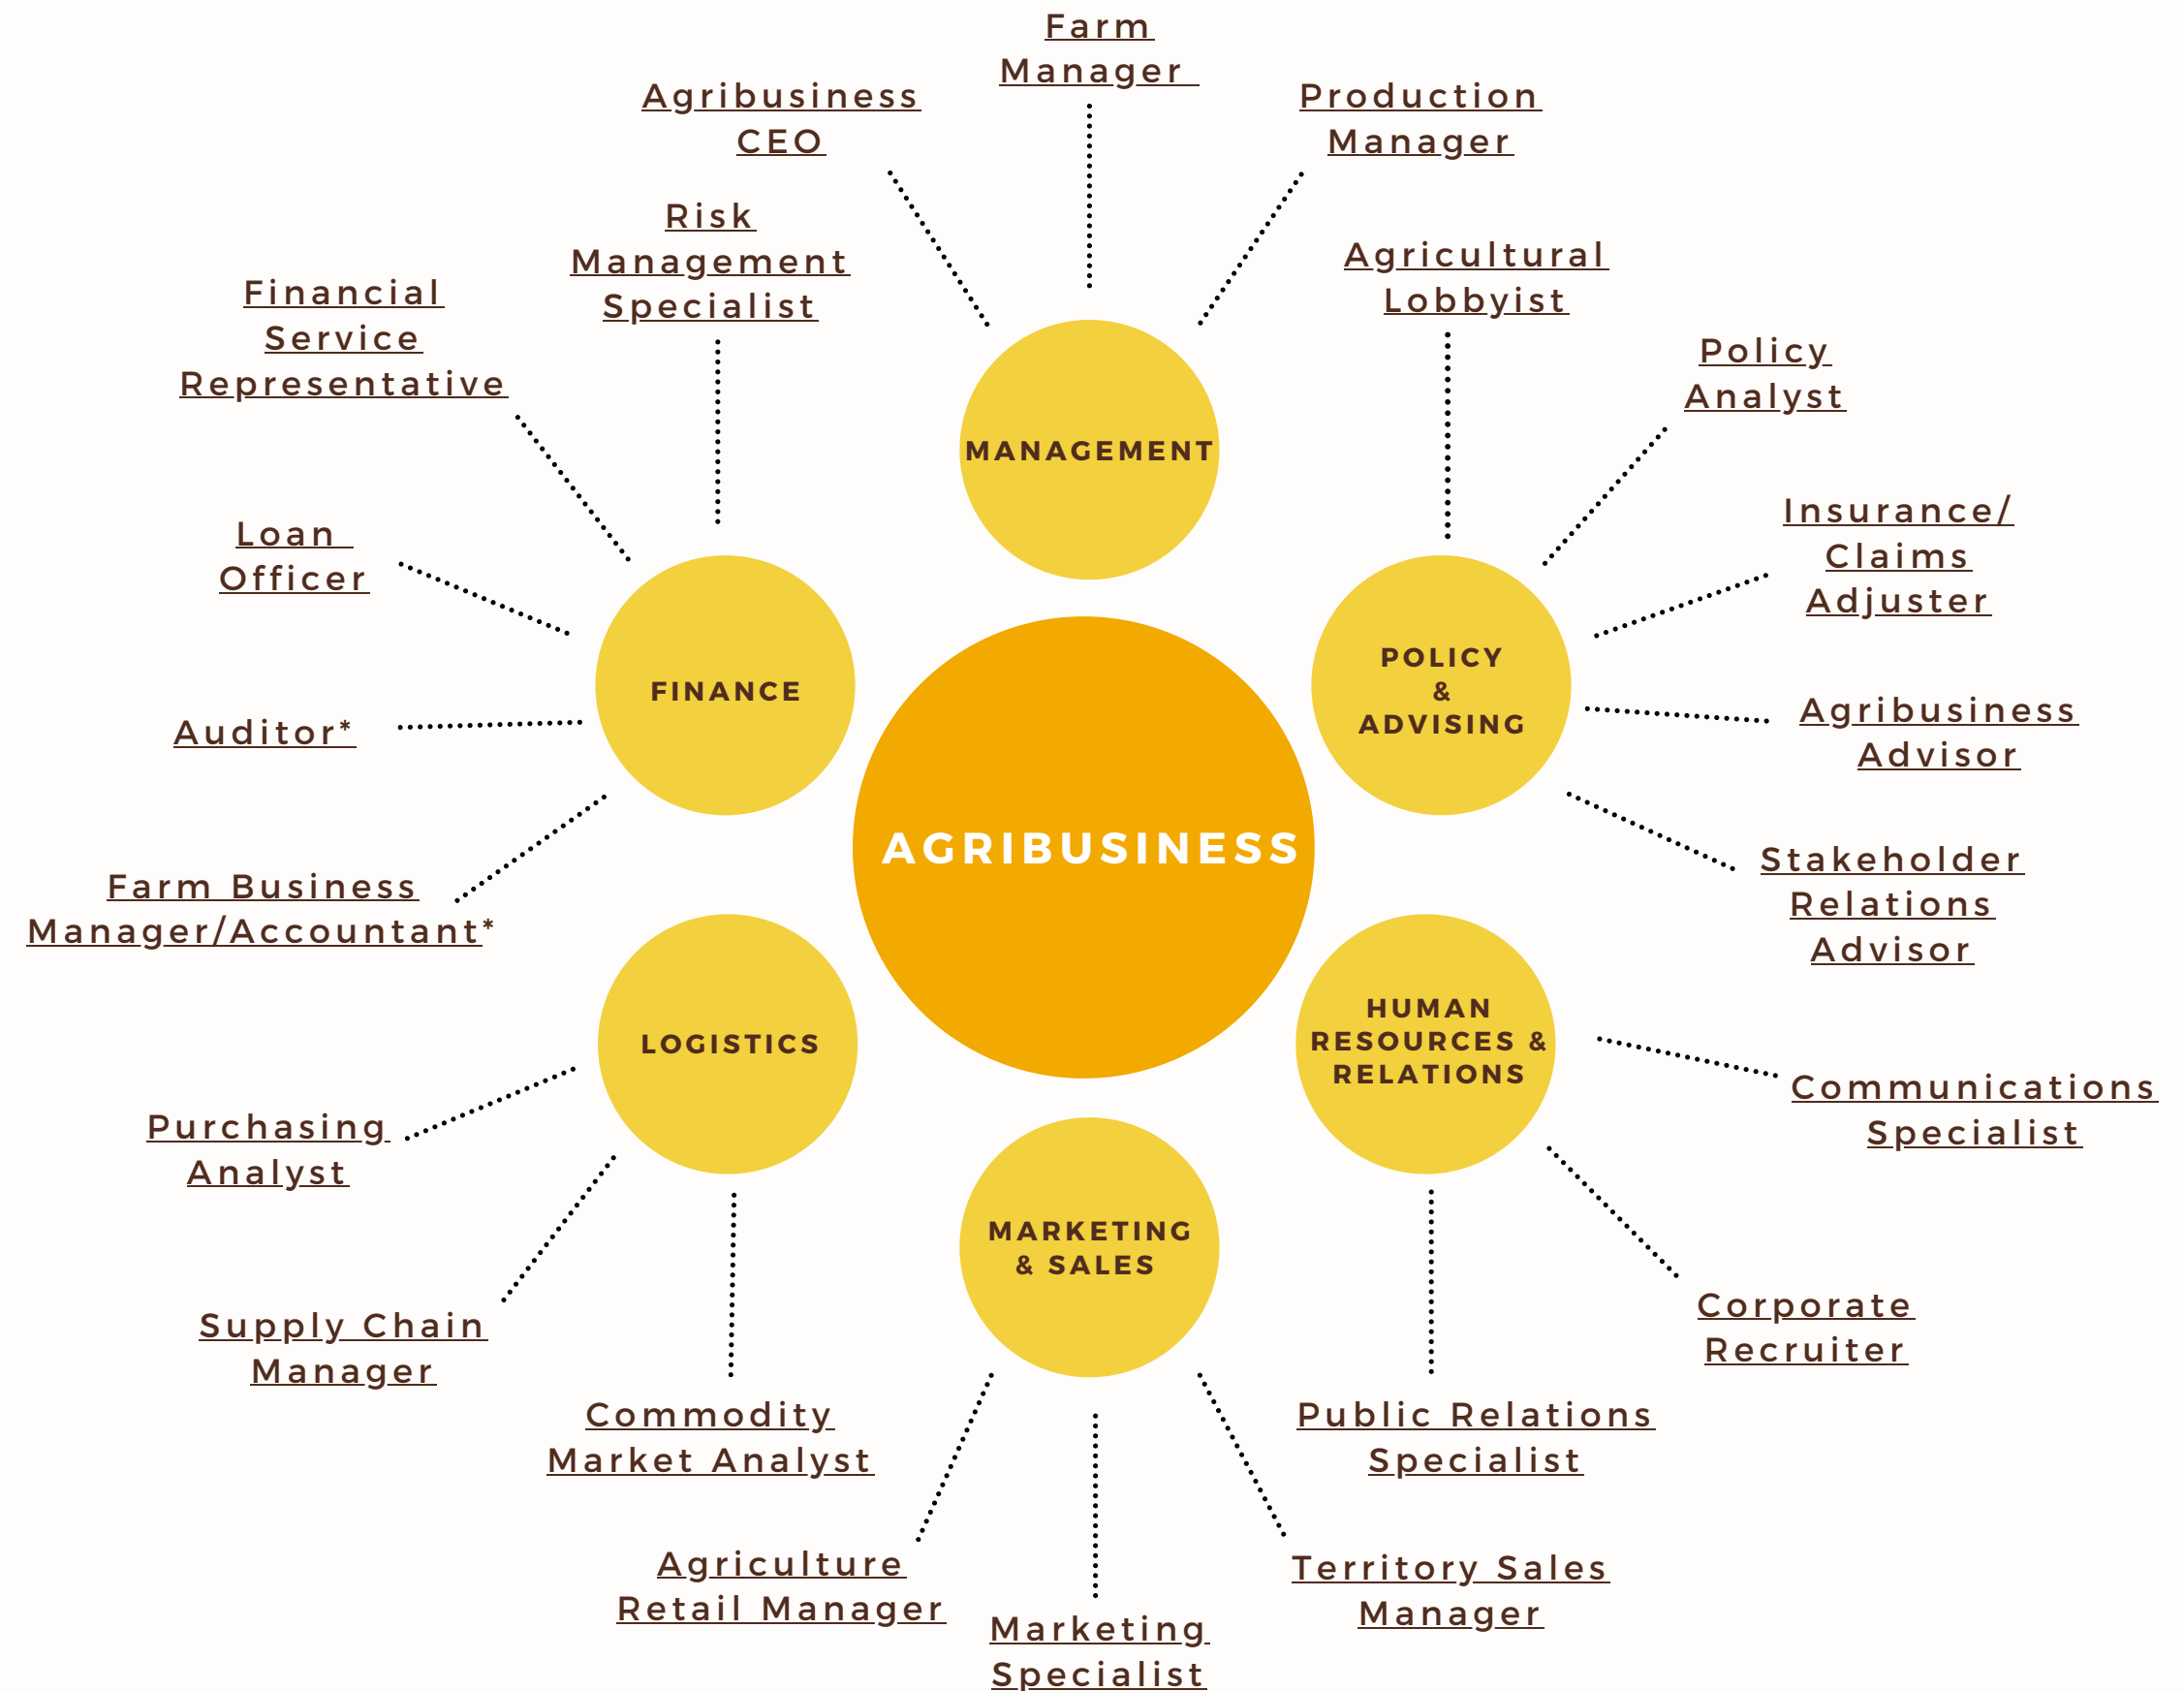 Farm
Manager
Agribusiness
CEO
Production
Manager
Risk
Management
Specialist
Agricultural
Lobbyist
Financial
Service
Representative
Policy
Analyst
MANAGEMENT
Insurance/
Claims
Adjuster
Loan
Officer
FINANCE
POLICY
&
ADVISING
Auditor*
Agribusiness
Advisor
AGRIBUSINESS
Farm Business
Manager/Accountant*
Stakeholder
Relations
Advisor
LOGISTICS
HUMAN
RESOURCES &
RELATIONS
Communications
Specialist
Purchasing
Analyst
MARKETING
& SALES
Supply Chain
Manager
Corporate
Recruiter
Commodity
Market Analyst
Public Relations
Specialist
Agriculture
Retail Manager
Marketing
Specialist
Territory Sales
Manager